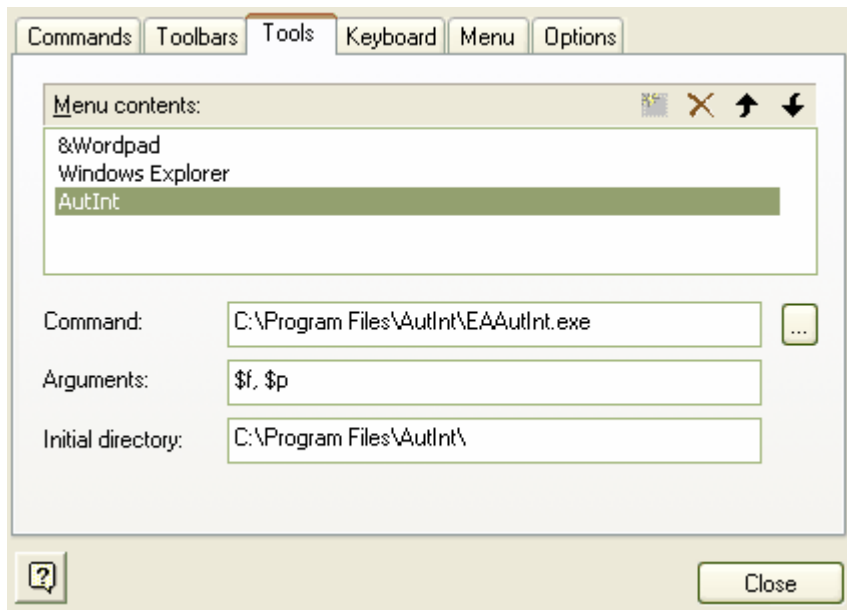 Commands Toolbars Tools Keyboard Menu Options
Menu contents:
&Wordpad
Windows Explorer
AutInt
Command: C:\Program Files\AutInt\EAAutInt.exe ...
Arguments: $f, $p
Initial directory: C:\Program Files\AutInt\
Close